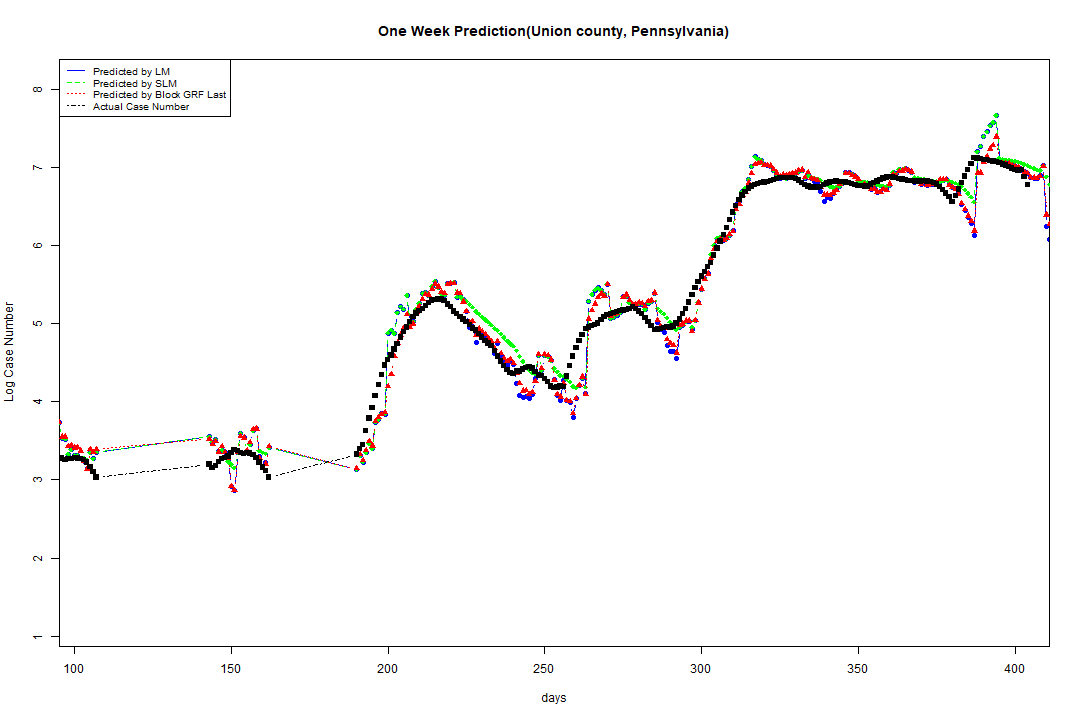 One Week Prediction(Union county, Pennsylvania)
Predicted by LM
Predicted by SLM
Predicted by Block GRF Last
Actual Case Number
8
7
6
5
4
3
2
1
Log Case Number
100 150 200 250 300 350 400
days